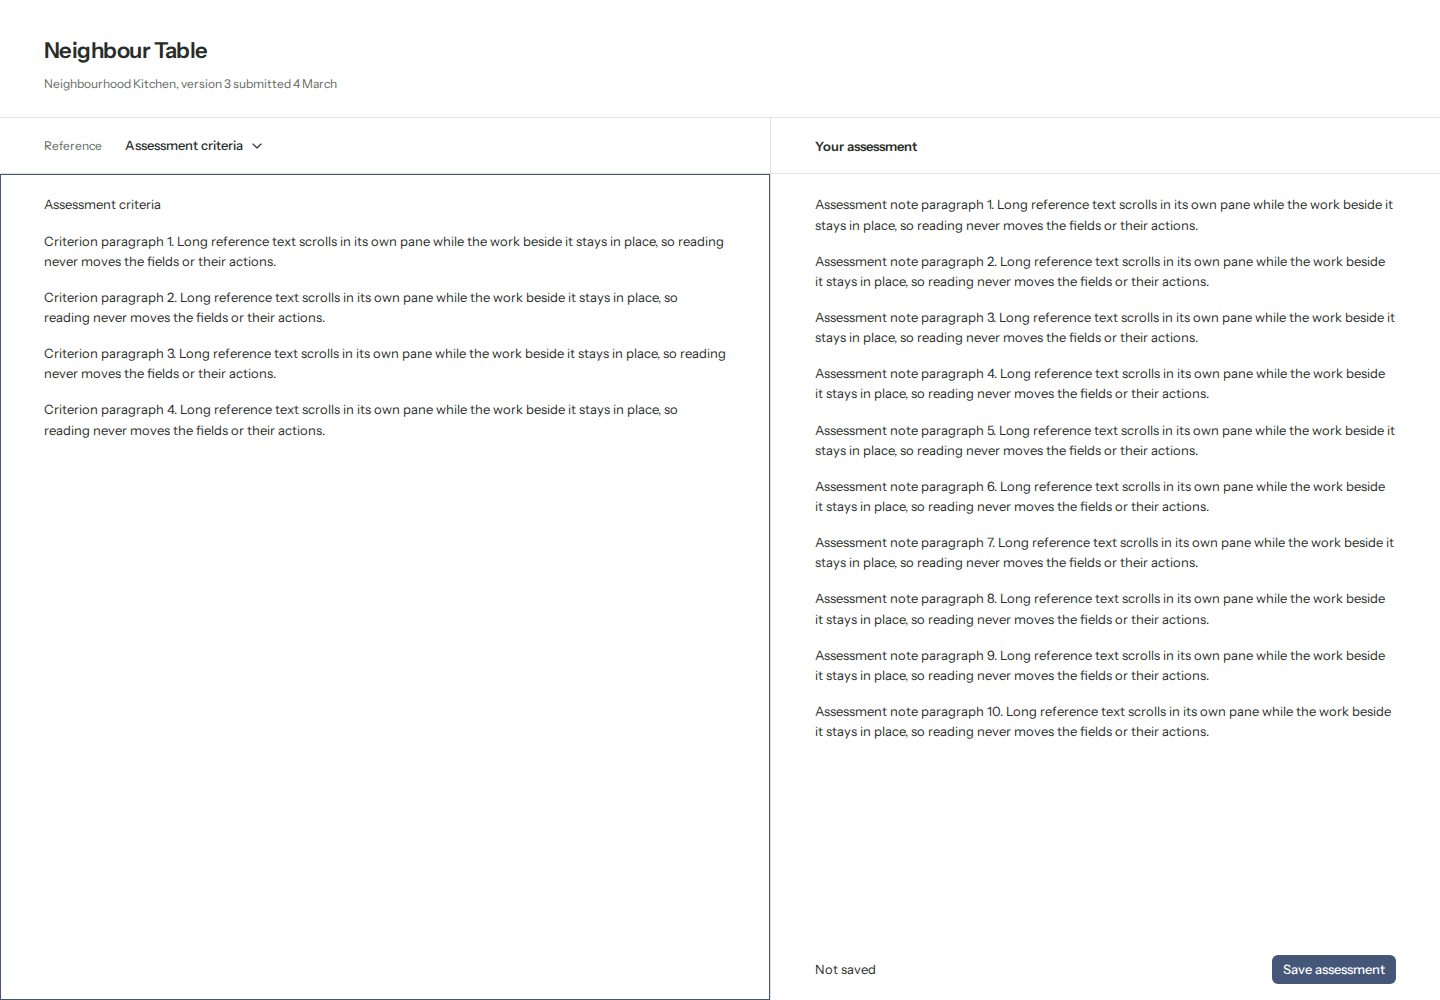 Neighbour Table
Neighbourhood Kitchen, version 3 submitted 4 March
Reference
Assessment criteria
Assessment criteria
Criterion paragraph 1. Long reference text scrolls in its own pane while the work beside it stays in place, so reading
never moves the fields or their actions.
Criterion paragraph 2. Long reference text scrolls in its own pane while the work beside it stays in place, so
reading never moves the fields or their actions.
Criterion paragraph 3. Long reference text scrolls in its own pane while the work beside it stays in place, so reading
never moves the fields or their actions.
Criterion paragraph 4. Long reference text scrolls in its own pane while the work beside it stays in place, so
reading never moves the fields or their actions.
Your assessment
Assessment note paragraph 1. Long reference text scrolls in its own pane while the work beside it
stays in place, so reading never moves the fields or their actions.
Assessment note paragraph 2. Long reference text scrolls in its own pane while the work beside
it stays in place, so reading never moves the fields or their actions.
Assessment note paragraph 3. Long reference text scrolls in its own pane while the work beside it
stays in place, so reading never moves the fields or their actions.
Assessment note paragraph 4. Long reference text scrolls in its own pane while the work beside
it stays in place, so reading never moves the fields or their actions.
Assessment note paragraph 5. Long reference text scrolls in its own pane while the work beside it
stays in place, so reading never moves the fields or their actions.
Assessment note paragraph 6. Long reference text scrolls in its own pane while the work beside
it stays in place, so reading never moves the fields or their actions.
Assessment note paragraph 7. Long reference text scrolls in its own pane while the work beside it
stays in place, so reading never moves the fields or their actions.
Assessment note paragraph 8. Long reference text scrolls in its own pane while the work beside
it stays in place, so reading never moves the fields or their actions.
Assessment note paragraph 9. Long reference text scrolls in its own pane while the work beside
it stays in place, so reading never moves the fields or their actions.
Assessment note paragraph 10. Long reference text scrolls in its own pane while the work beside
it stays in place, so reading never moves the fields or their actions.
Not saved
Save assessment